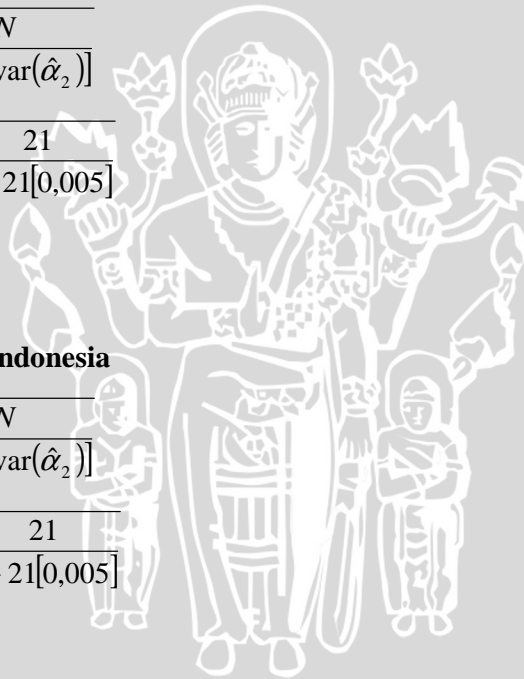 N
var(α̂₂)]
21
21[0,005]
ndonesia
N
var(α̂₂)]
21
21[0,005]